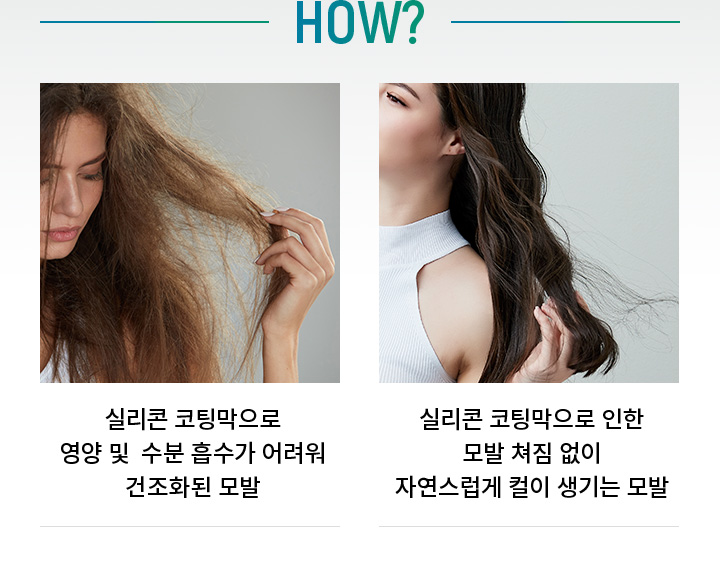 HOW?
실리콘 코팅막으로
영양 및 수분 흡수가 어려워
건조화된 모발
실리콘 코팅막으로 인한
모발 쳐짐 없이
자연스럽게 컬이 생기는 모발